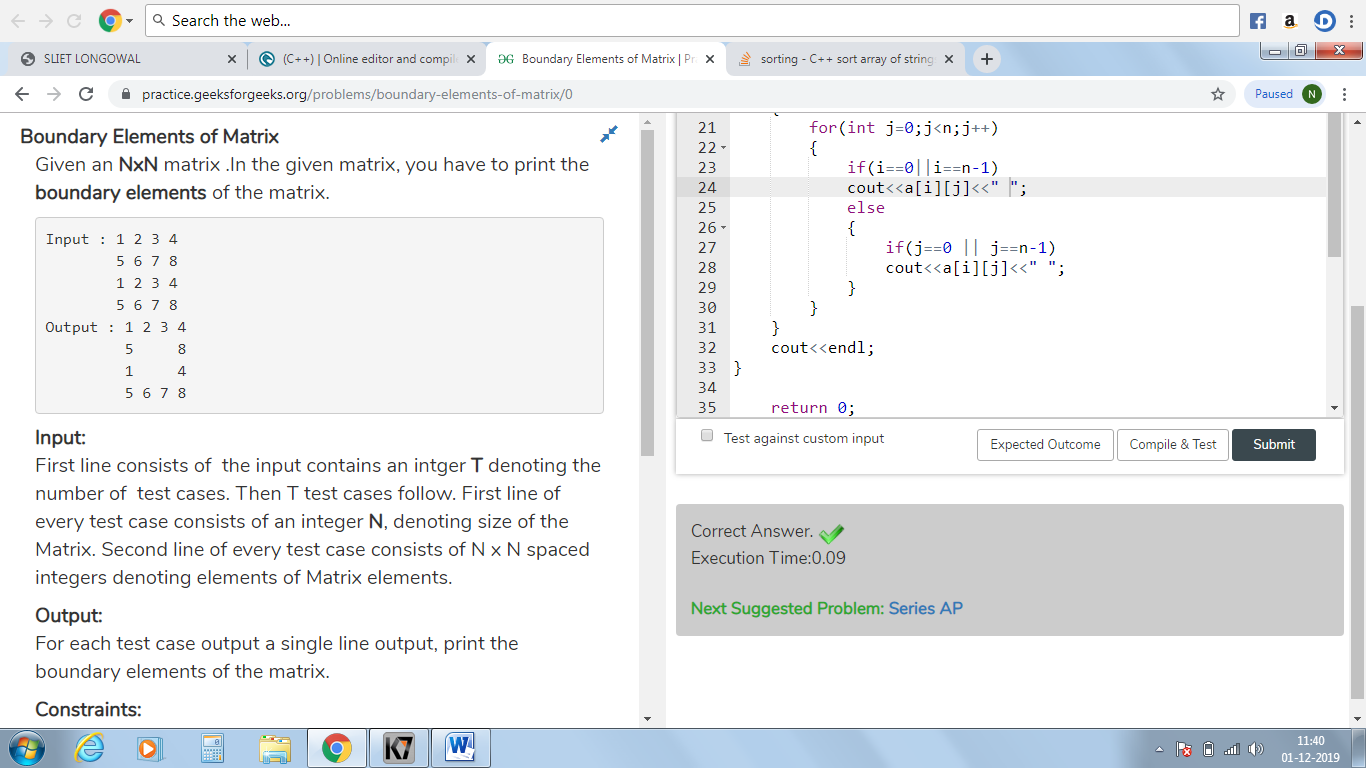 Search the web...
SLIET LONGOWAL
(C++) | Online editor and compil
Boundary Elements of Matrix | Pr
sorting - C++ sort array of string
practice.geeksforgeeks.org/problems/boundary-elements-of-matrix/0
Paused N
Boundary Elements of Matrix
Given an NxN matrix .In the given matrix, you have to print the
boundary elements of the matrix.
Input : 1 2 3 4
5 6 7 8
1 2 3 4
5 6 7 8
Output : 1 2 3 4
5     8
1     4
5 6 7 8
Input:
First line consists of  the input contains an intger T denoting the
number of  test cases. Then T test cases follow. First line of
every test case consists of an integer N, denoting size of the
Matrix. Second line of every test case consists of N x N spaced
integers denoting elements of Matrix elements.
Output:
For each test case output a single line output, print the
boundary elements of the matrix.
Constraints:
21 for(int j=0;j<n;j++)
22 {
23 if(i==0||i==n-1)
24 cout<<a[i][j]<<" ";
25 else
26 {
27 if(j==0 || j==n-1)
28 cout<<a[i][j]<<" ";
29 }
30 }
31 }
32 cout<<endl;
33 }
34
35 return 0;
Test against custom input
Expected Outcome
Compile & Test
Submit
Correct Answer.
Execution Time:0.09
Next Suggested Problem: Series AP
11:40
01-12-2019